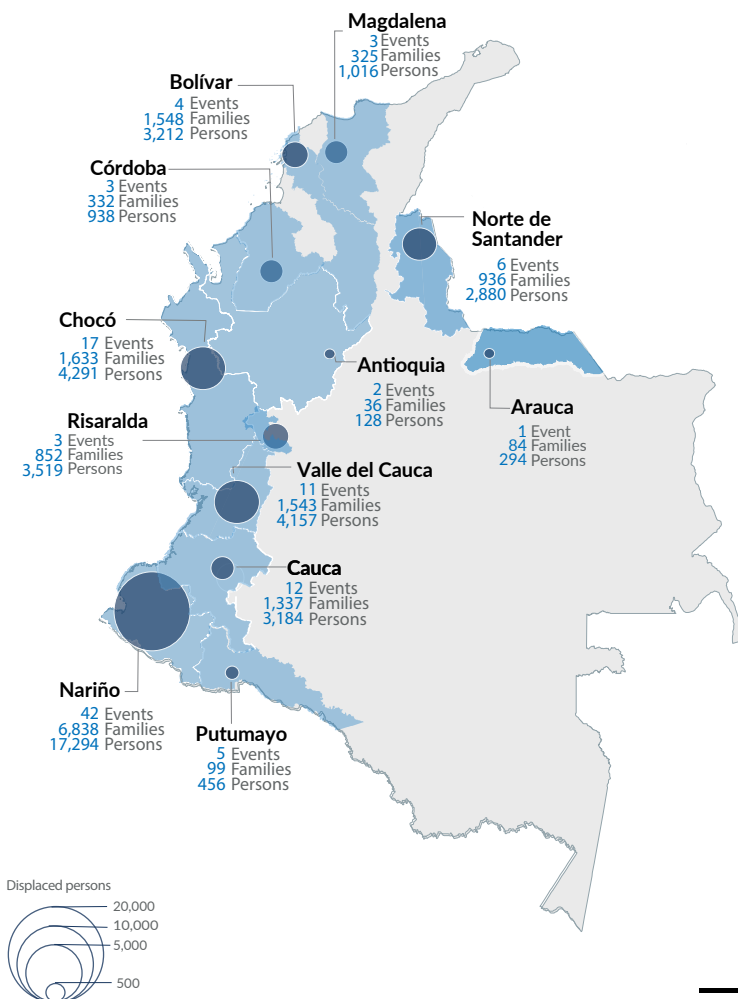 Magdalena
3 Events
325 Families
1,016 Persons
Bolívar
4 Events
1,548 Families
3,212 Persons
Córdoba
3 Events
332 Families
938 Persons
Norte de
Santander
6 Events
936 Families
2,880 Persons
Chocó
17 Events
1,633 Families
4,291 Persons
Antioquia
2 Events
36 Families
128 Persons
Arauca
1 Event
84 Families
294 Persons
Risaralda
3 Events
852 Families
3,519 Persons
Valle del Cauca
11 Events
1,543 Families
4,157 Persons
Cauca
12 Events
1,337 Families
3,184 Persons
Nariño
42 Events
6,838 Families
17,294 Persons
Putumayo
5 Events
99 Families
456 Persons
Displaced persons
20,000
10,000
5,000
500